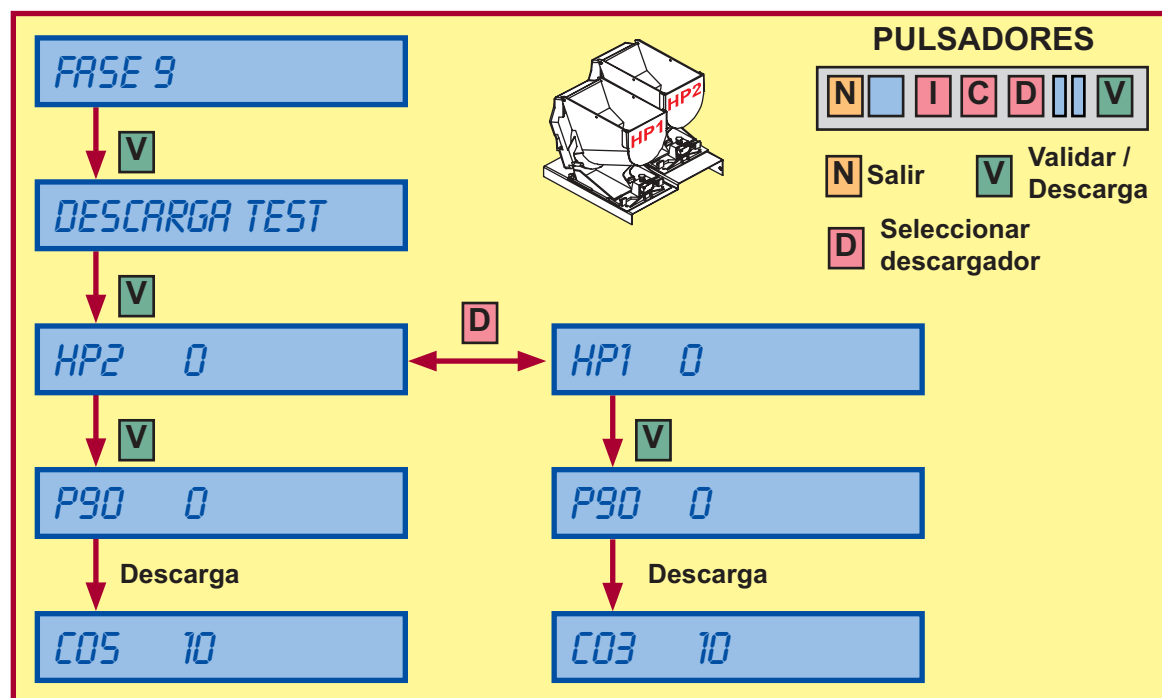 PULSADORES
N I C D V
N Salir
V Validar /
Descarga
D Seleccionar
descargador
HP1
HP2
FASE 9
V
DESCARGA TEST
V
HP2 0
D
HP1 0
V
V
P90 0
P90 0
Descarga
Descarga
C05 10
C03 10